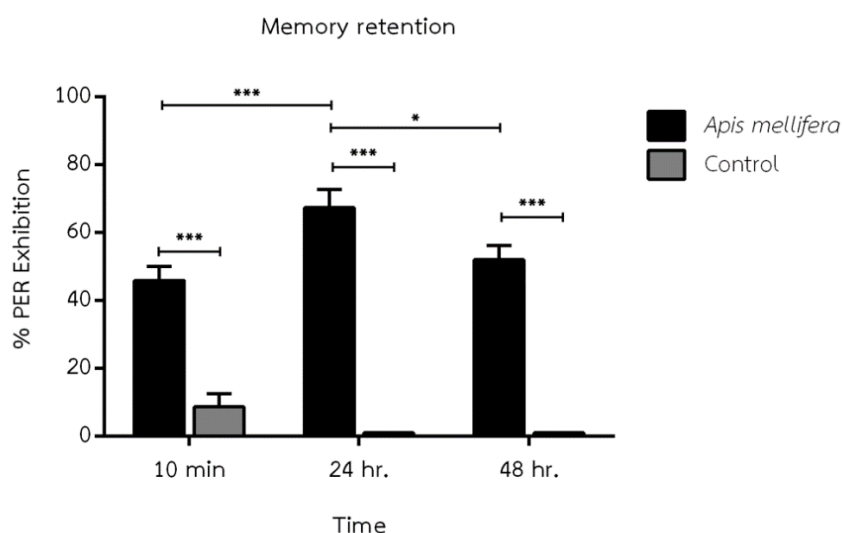 Memory retention
***
*
***
***
***
100
80
60
40
20
0
% PER Exhibition
10 min
24 hr.
48 hr.
Time
Apis mellifera
Control